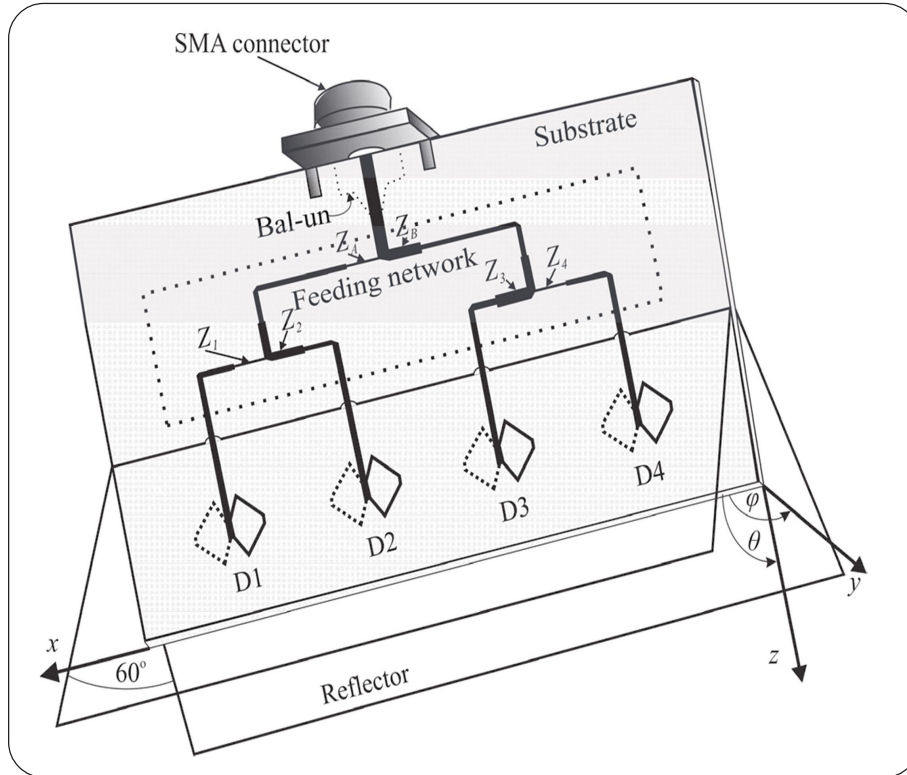 SMA connector
Substrate
Bal-un
Z_A
Z_B
Feeding network
Z_3
Z_4
Z_1
Z_2
D4
D3
D2
D1
φ
θ
y
x
60°
z
Reflector